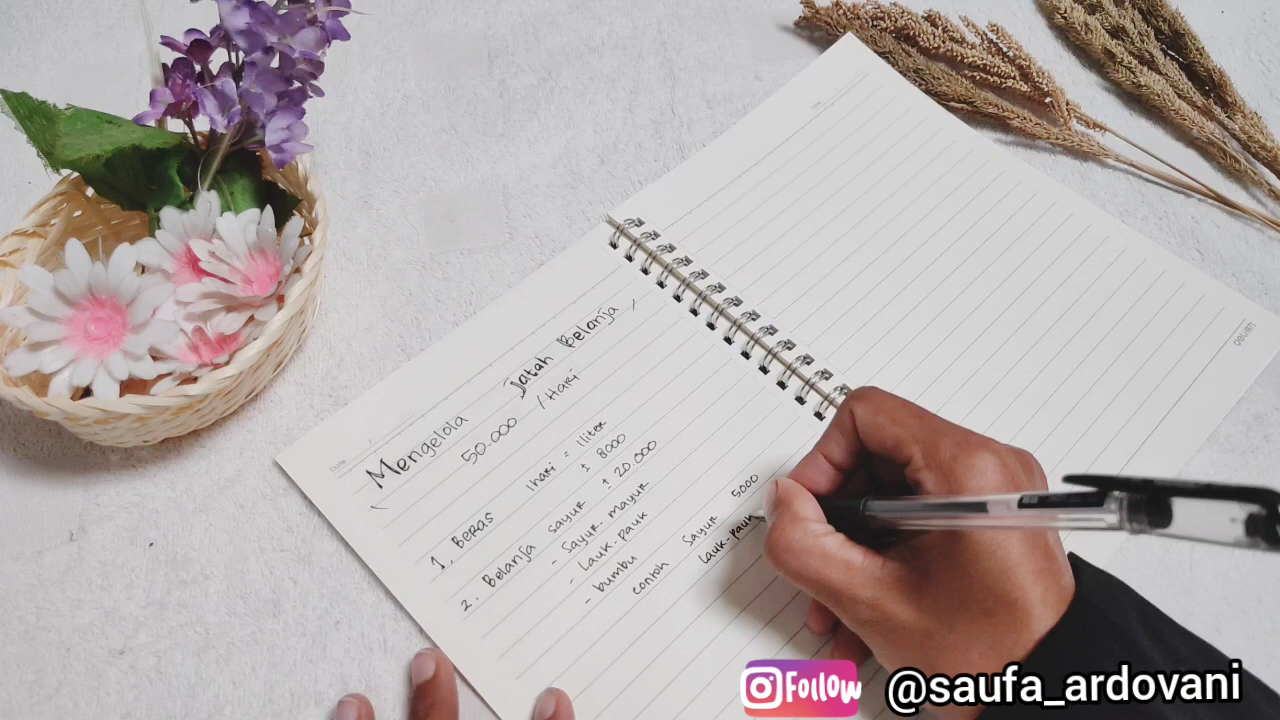 Date
Mengelola Jatah Belanja
50.000 /Hari
1. Beras 1hari = 1liter
± 8000
2. Belanja sayur ± 20.000
- Sayur. mayur
- Lauk-pauk
- bumbu
contoh Sayur 5000
Lauk-pauk
Follow @saufa_ardovani